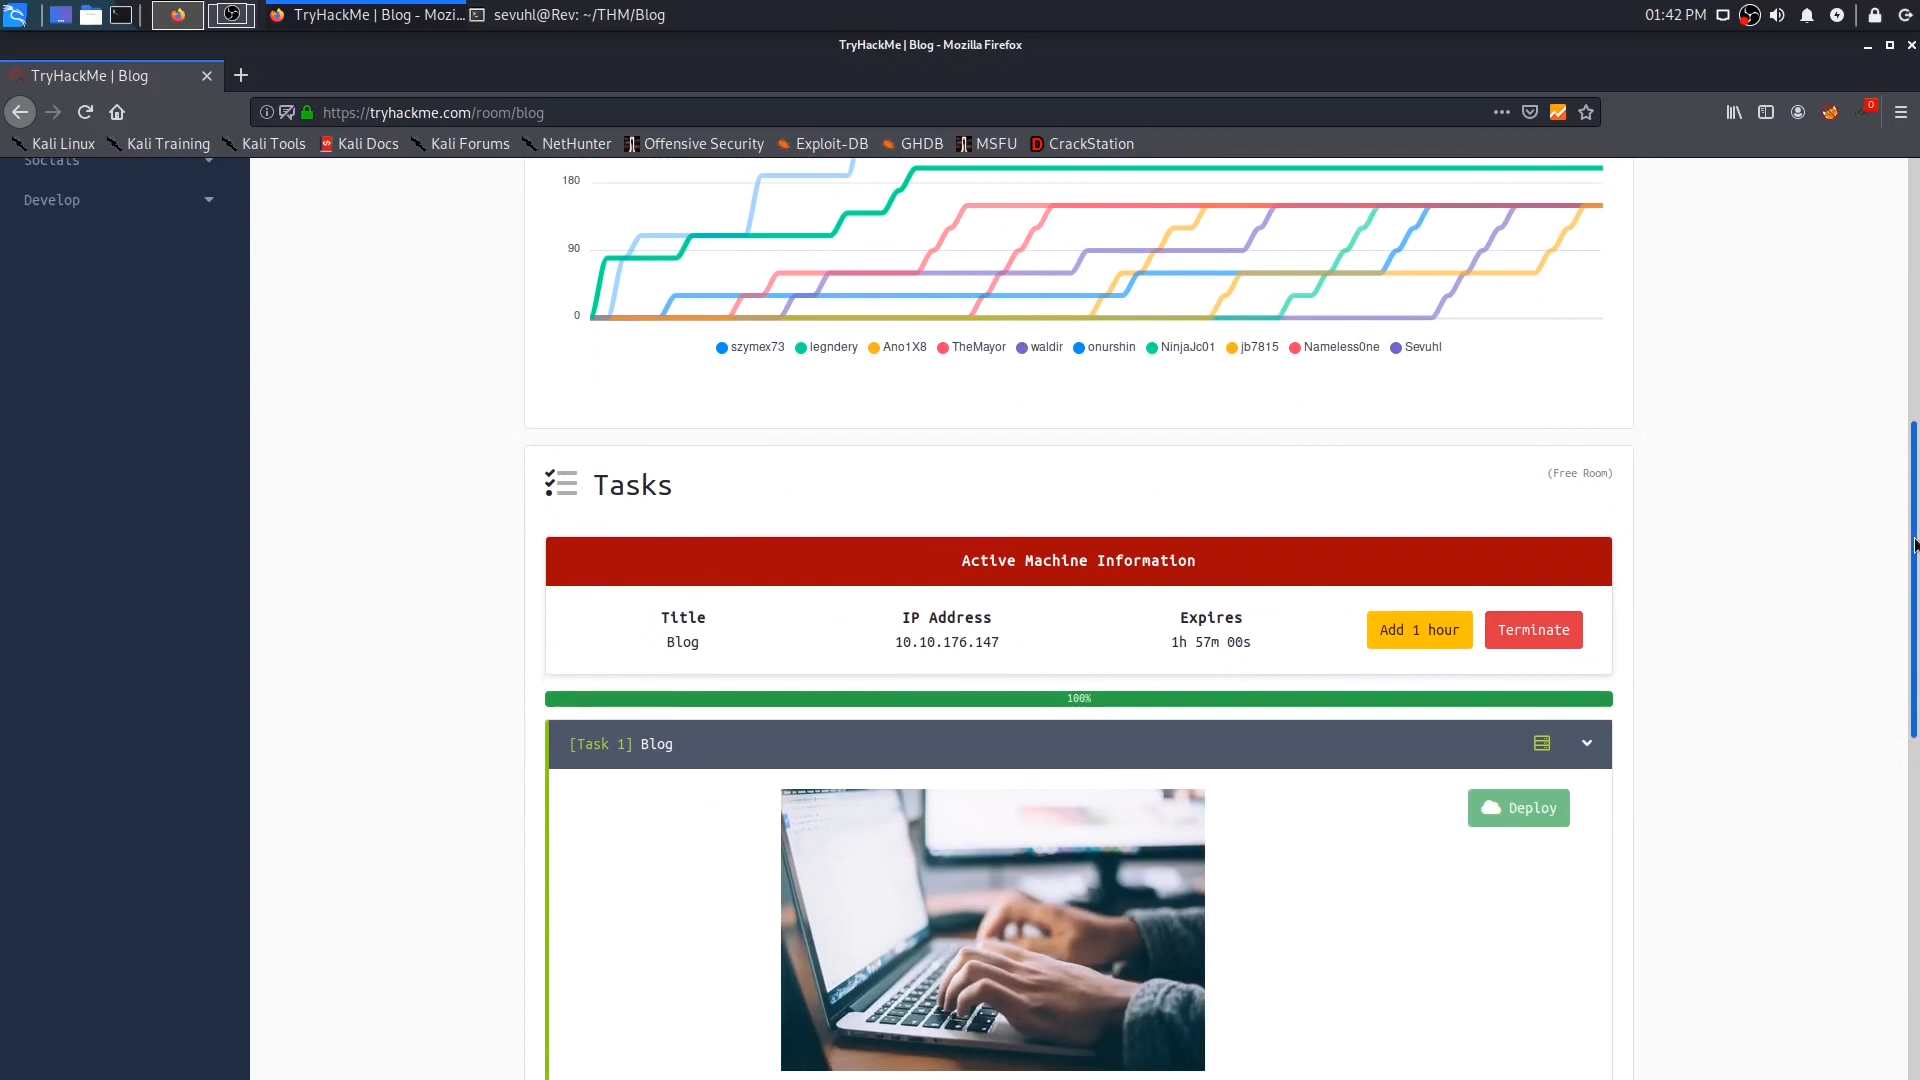 TryHackMe | Blog - Mozi... sevuhl@Rev: ~/THM/Blog 01:42 PM
TryHackMe | Blog - Mozilla Firefox
TryHackMe | Blog
https://tryhackme.com/room/blog 0
Kali Linux Kali Training Kali Tools Kali Docs Kali Forums NetHunter Offensive Security Exploit-DB GHDB MSFU CrackStation
Socials
Develop
180
90
0
szymex73 legndery Ano1X8 TheMayor waldir onurshin NinjaJc01 jb7815 Nameless0ne Sevuhl
Tasks
(Free Room)
Active Machine Information
Title IP Address Expires
Blog 10.10.176.147 1h 57m 00s
Add 1 hour Terminate
100%
[Task 1] Blog
Deploy